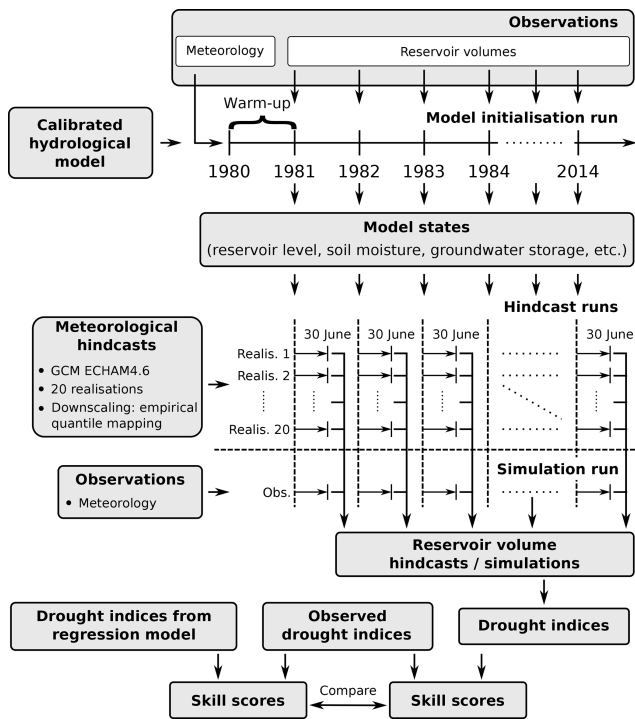 Observations
Meteorology
Reservoir volumes
Warm-up
Model initialisation run
Calibrated
hydrological
model
1980 1981 1982 1983 1984 2014
Model states
(reservoir level, soil moisture, groundwater storage, etc.)
Hindcast runs
Meteorological
hindcasts
• GCM ECHAM4.6
• 20 realisations
• Downscaling: empirical
quantile mapping
30 June 30 June 30 June 30 June
Realis. 1
Realis. 2
Realis. 20
Simulation run
Observations
• Meteorology
Obs.
Reservoir volume
hindcasts / simulations
Drought indices from
regression model
Observed
drought indices
Drought indices
Skill scores
Compare
Skill scores